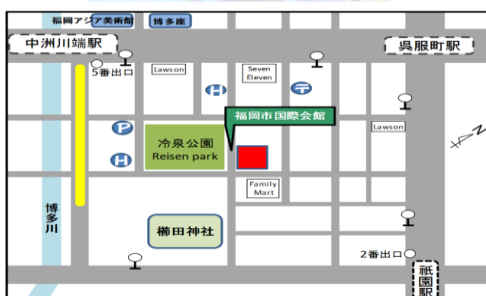 福岡アジア美術館
博多座
中洲川端駅
呉服町駅
5番出口
Lawson
Seven
Eleven
H
〒
福岡市国際会館
P
冷泉公園
Reisen park
Lawson
N
H
Family
Mart
博多川
櫛田神社
2番出口
祇園駅